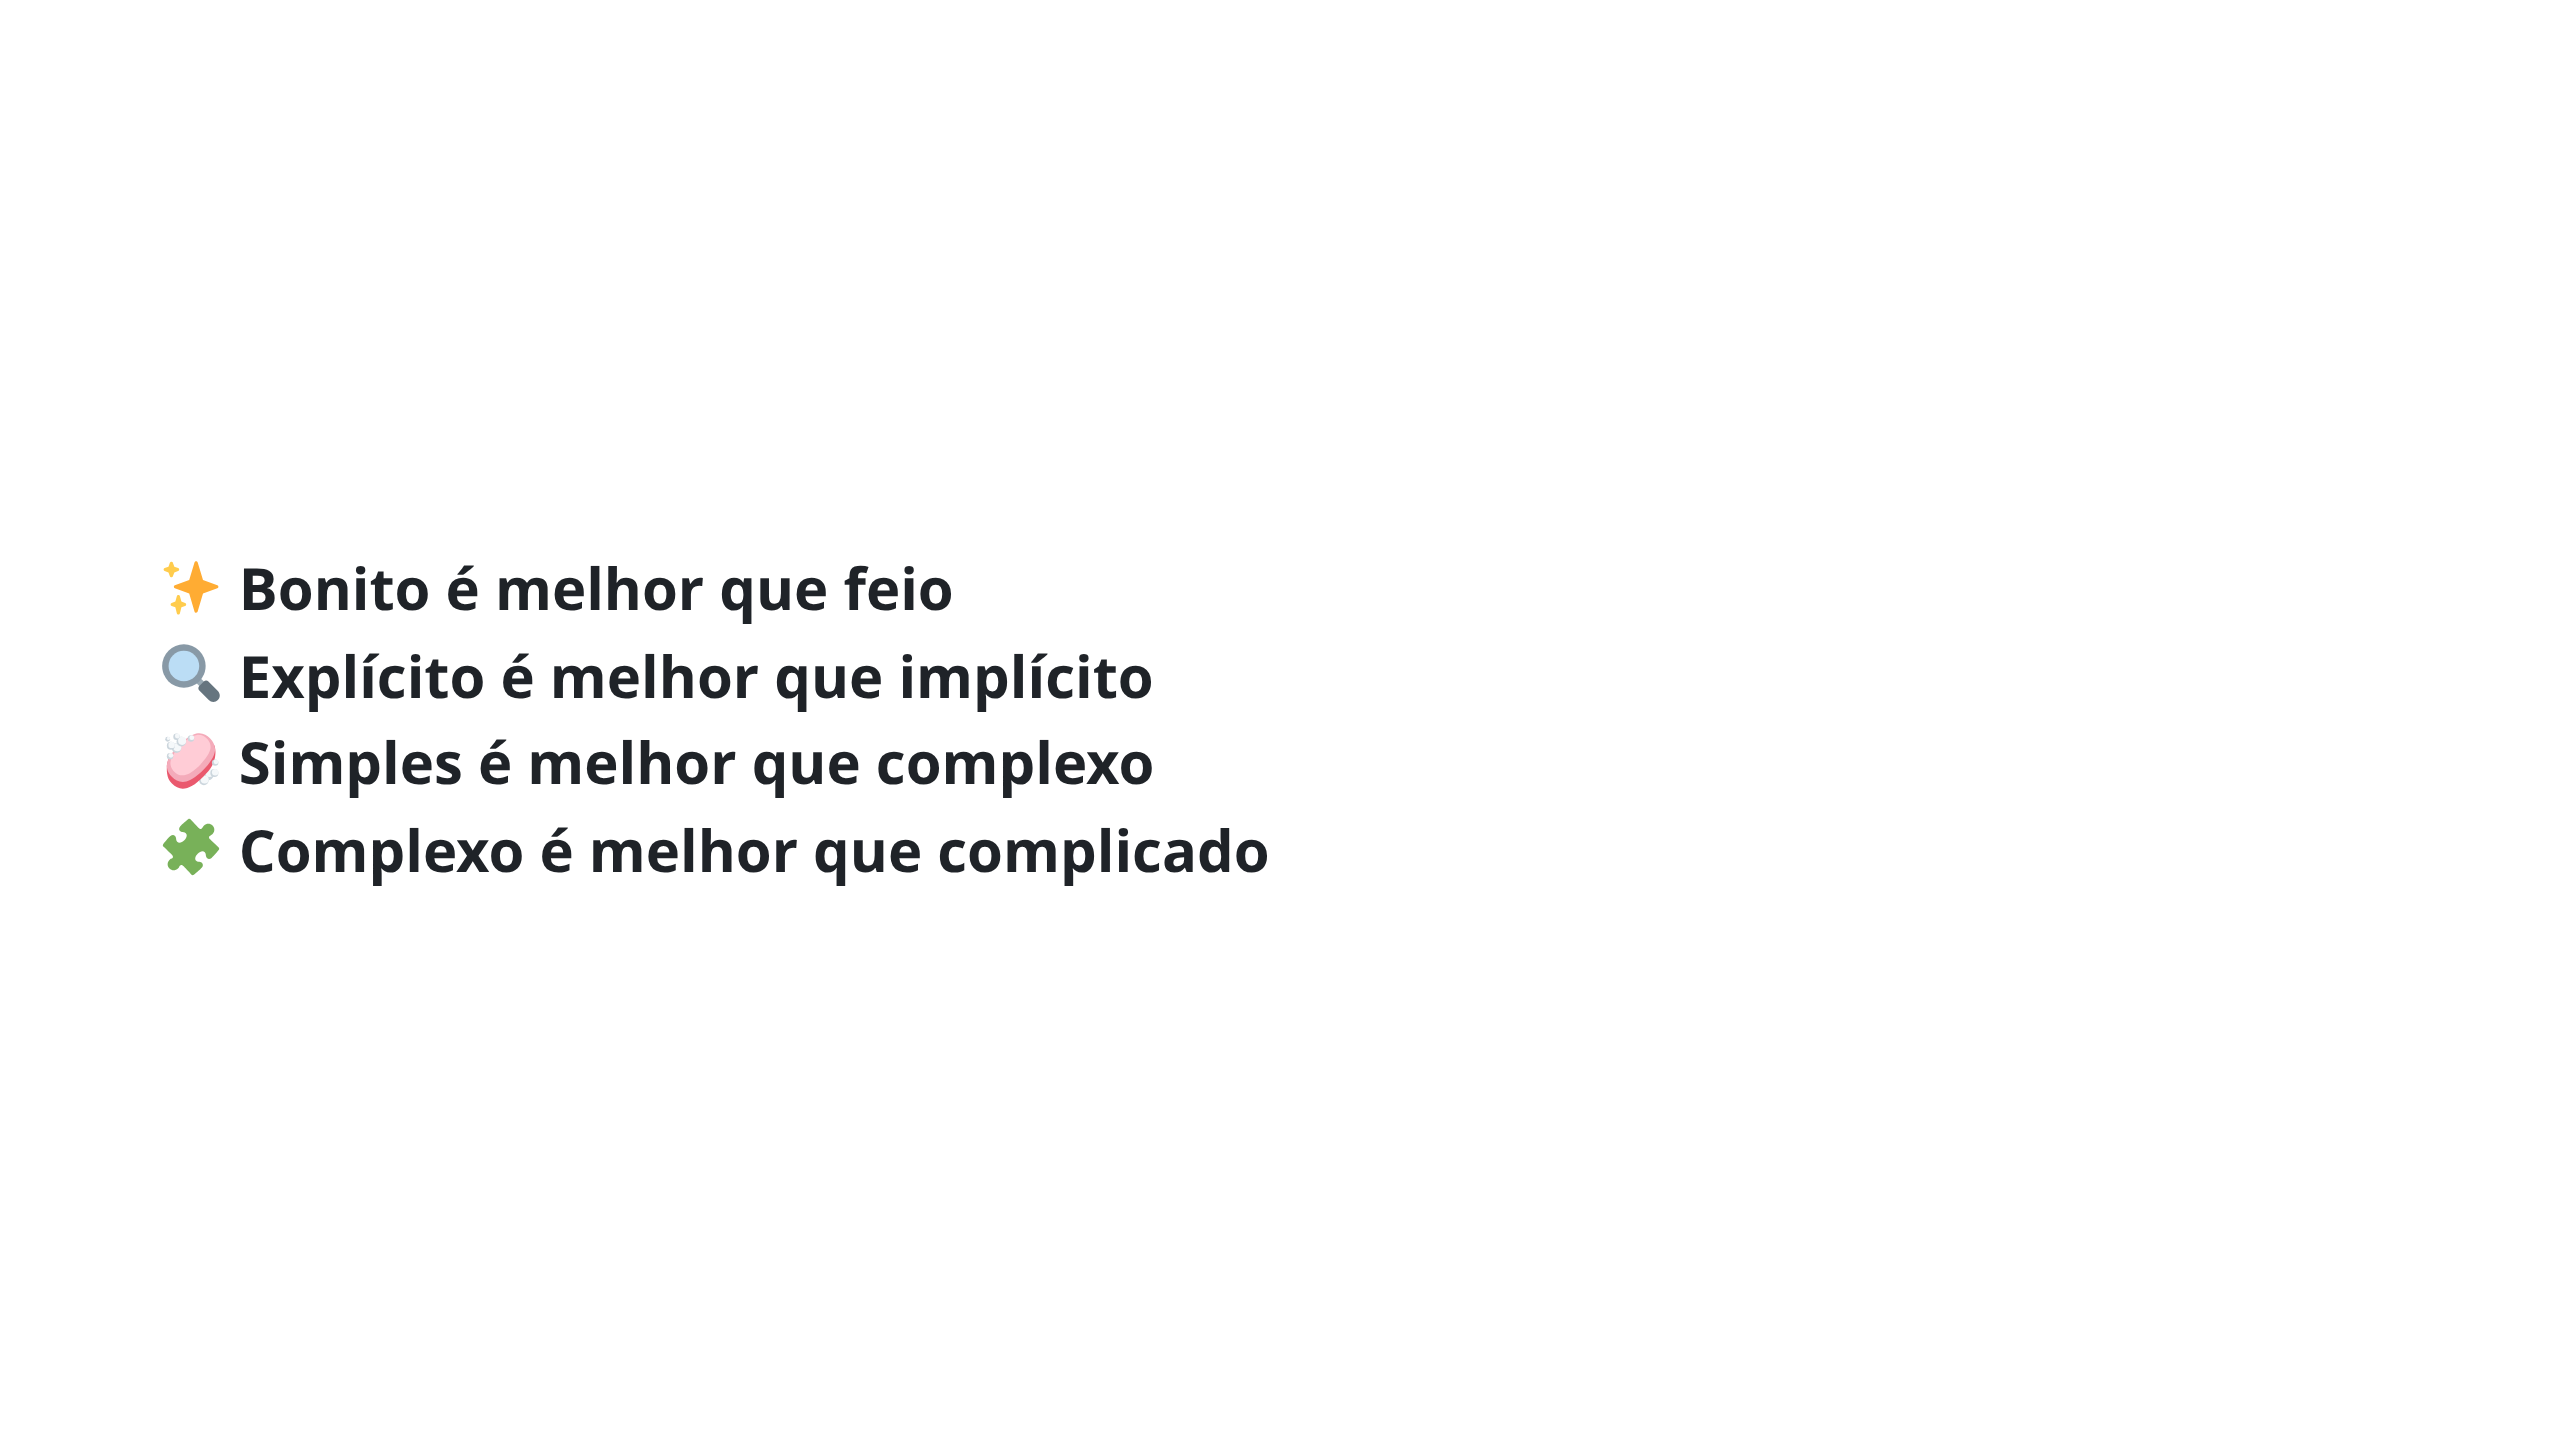 ✨ Bonito é melhor que feio
🔍 Explícito é melhor que implícito
🧼 Simples é melhor que complexo
🧩 Complexo é melhor que complicado